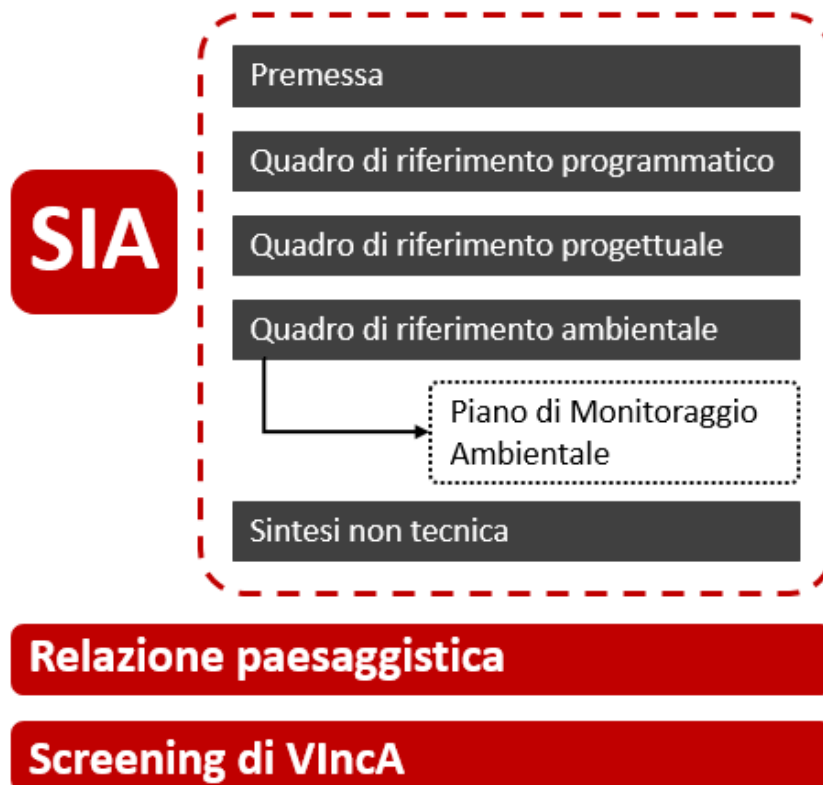 SIA
Premessa
Quadro di riferimento programmatico
Quadro di riferimento progettuale
Quadro di riferimento ambientale
Piano di Monitoraggio
Ambientale
Sintesi non tecnica
Relazione paesaggistica
Screening di VIncA